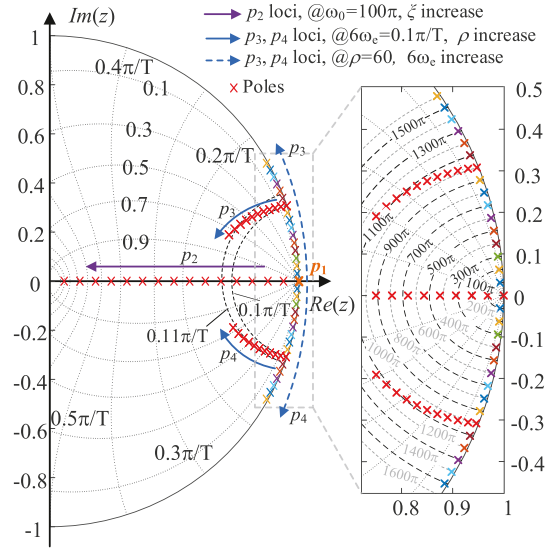 Im(z)
p2 loci, @ω0=100π, ξ increase
p3, p4 loci, @6ωe=0.1π/T, ρ increase
p3, p4 loci, @ρ=60, 6ωe increase
Poles
1
0.8
0.6
0.4
0.2
0
-0.2
-0.4
-0.6
-0.8
-1
0.4π/T
0.1
0.3
0.5
0.7
0.9
0.2π/T
p3
p3
p2
p1
Re(z)
0.1π/T
0.11π/T
p4
p4
0.5π/T
0.3π/T
1500π
1300π
1100π
900π
700π
500π
300π
100π
200π
400π
600π
800π
1000π
1200π
1400π
1600π
0.5
0.4
0.3
0.2
0.1
0
-0.1
-0.2
-0.3
-0.4
0.8
0.9
1